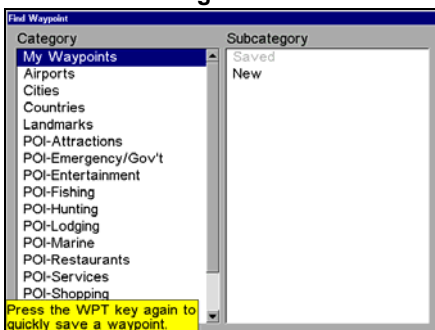 Find Waypoint
Category
Subcategory
My Waypoints
Airports
Cities
Countries
Landmarks
POI-Attractions
POI-Emergency/Gov't
POI-Entertainment
POI-Fishing
POI-Hunting
POI-Lodging
POI-Marine
POI-Restaurants
POI-Services
POI-Shopping
Saved
New
Press the WPT key again to
quickly save a waypoint.